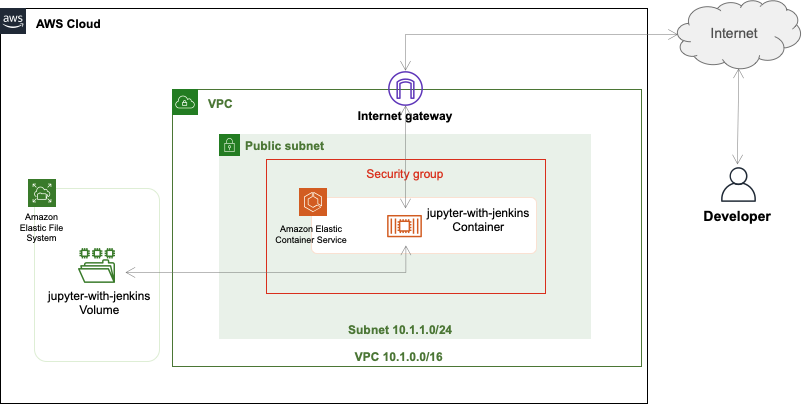 aws
AWS Cloud
Internet
VPC
Internet gateway
Public subnet
Security group
Amazon
Elastic File
System
Amazon Elastic
Container Service
jupyter-with-jenkins
Container
Developer
jupyter-with-jenkins
Volume
Subnet 10.1.1.0/24
VPC 10.1.0.0/16